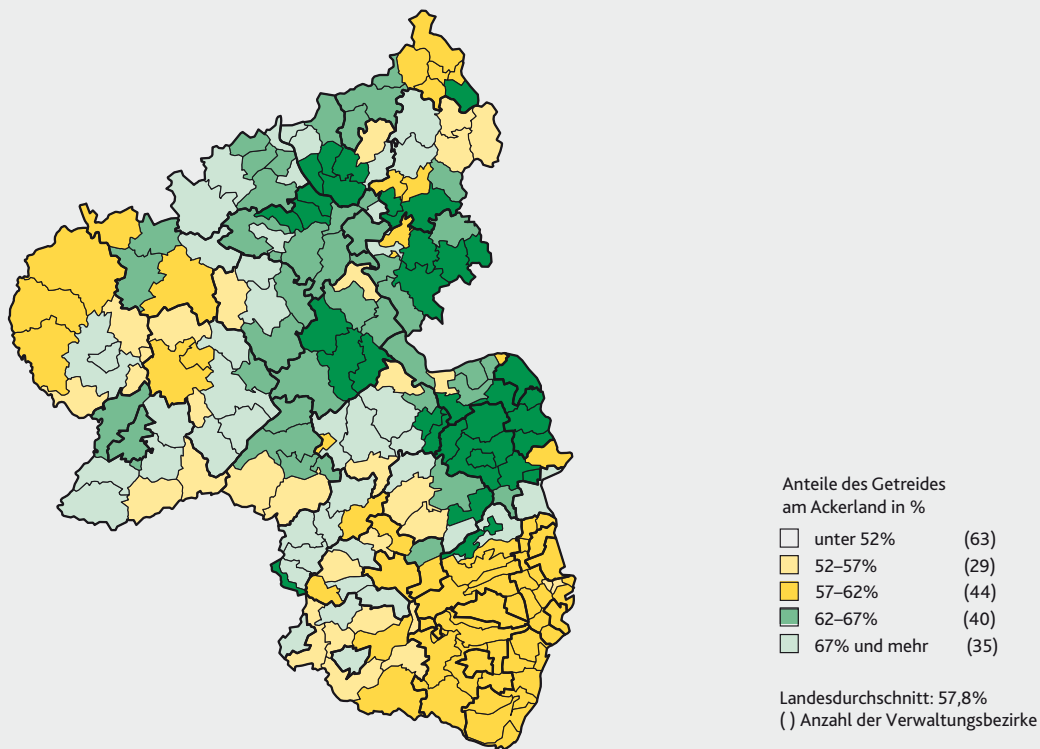 Anteile des Getreides
am Ackerland in %
unter 52% (63)
52–57% (29)
57–62% (44)
62–67% (40)
67% und mehr (35)
Landesdurchschnitt: 57,8%
( ) Anzahl der Verwaltungsbezirke